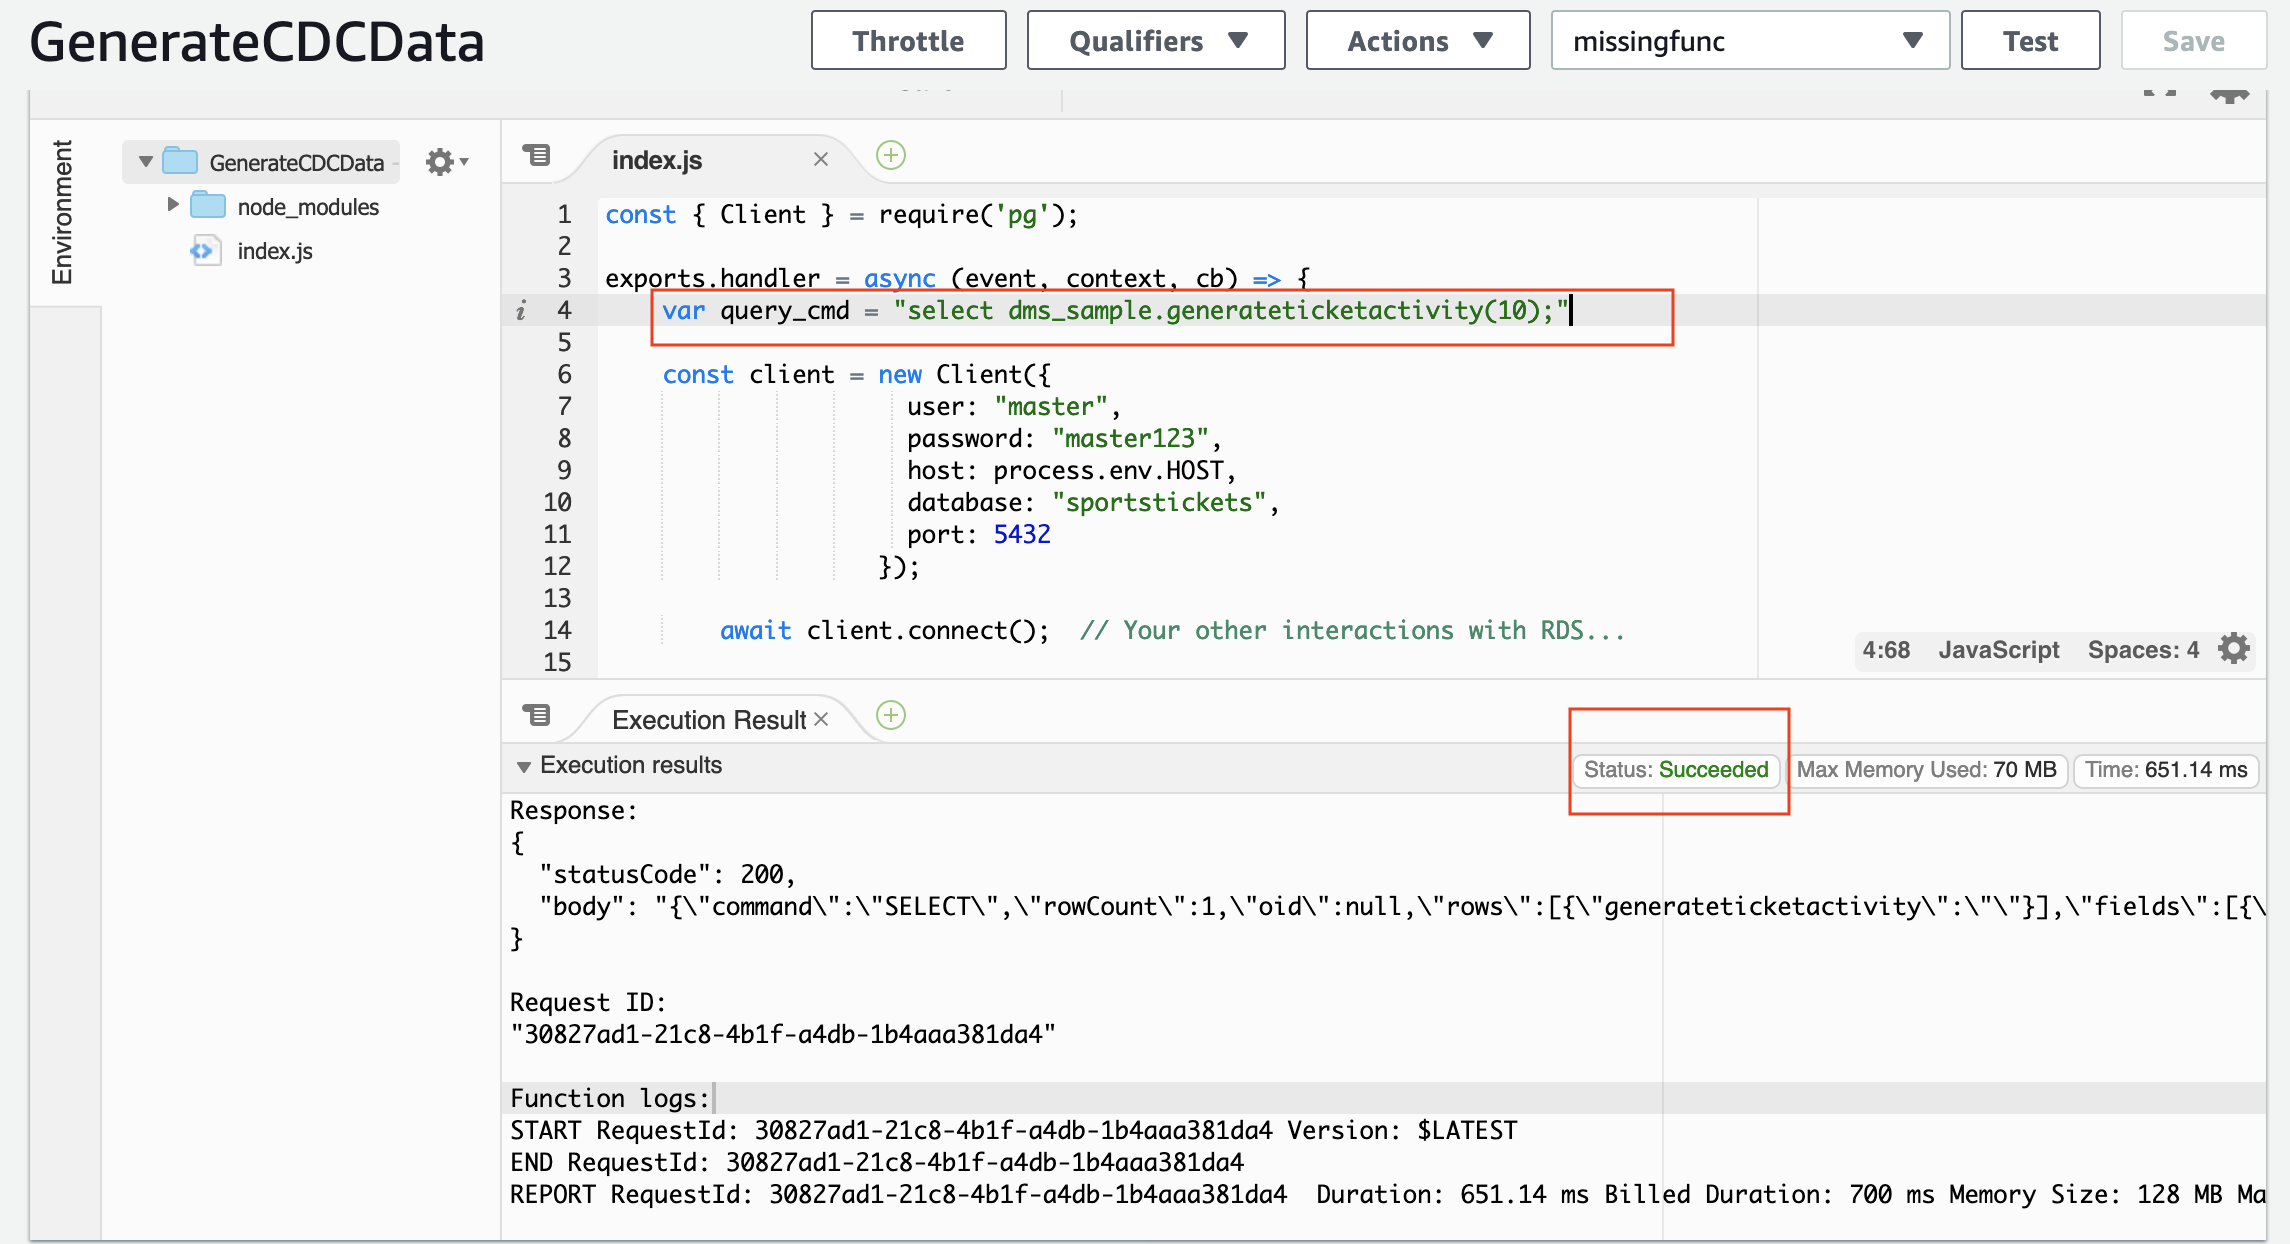 GenerateCDCData
Throttle
Qualifiers
Actions
missingfunc
Test
Save
Environment
GenerateCDCData
node_modules
index.js
index.js
1 const { Client } = require('pg');
2
3 exports.handler = async (event, context, cb) => {
i 4 var query_cmd = "select dms_sample.generateticketactivity(10);"
5
6 const client = new Client({
7 user: "master",
8 password: "master123",
9 host: process.env.HOST,
10 database: "sportstickets",
11 port: 5432
12 });
13
14 await client.connect(); // Your other interactions with RDS...
15
4:68 JavaScript Spaces: 4
Execution Result
Execution results
Status: Succeeded
Max Memory Used: 70 MB
Time: 651.14 ms
Response:
{
"statusCode": 200,
"body": "{\"command\":\"SELECT\",\"rowCount\":1,\"oid\":null,\"rows\":[{\"generateticketactivity\":\"\"}],\"fields\":[{\
}
Request ID:
"30827ad1-21c8-4b1f-a4db-1b4aaa381da4"
Function logs:
START RequestId: 30827ad1-21c8-4b1f-a4db-1b4aaa381da4 Version: $LATEST
END RequestId: 30827ad1-21c8-4b1f-a4db-1b4aaa381da4
REPORT RequestId: 30827ad1-21c8-4b1f-a4db-1b4aaa381da4 Duration: 651.14 ms Billed Duration: 700 ms Memory Size: 128 MB Ma